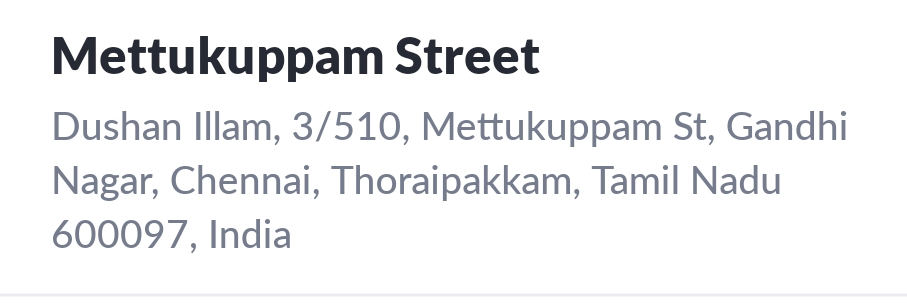 Mettukuppam Street
Dushan Illam, 3/510, Mettukuppam St, Gandhi
Nagar, Chennai, Thoraipakkam, Tamil Nadu
600097, India